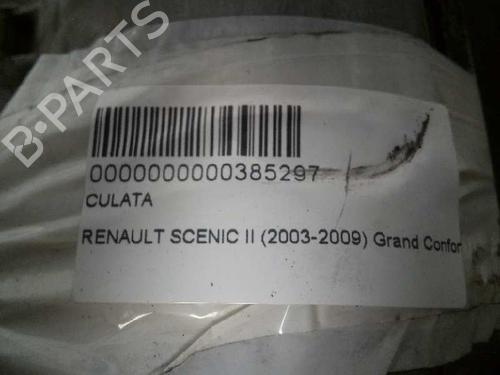 B-PARTS
0000000000385297
CULATA
RENAULT SCENIC II (2003-2009) Grand Confor